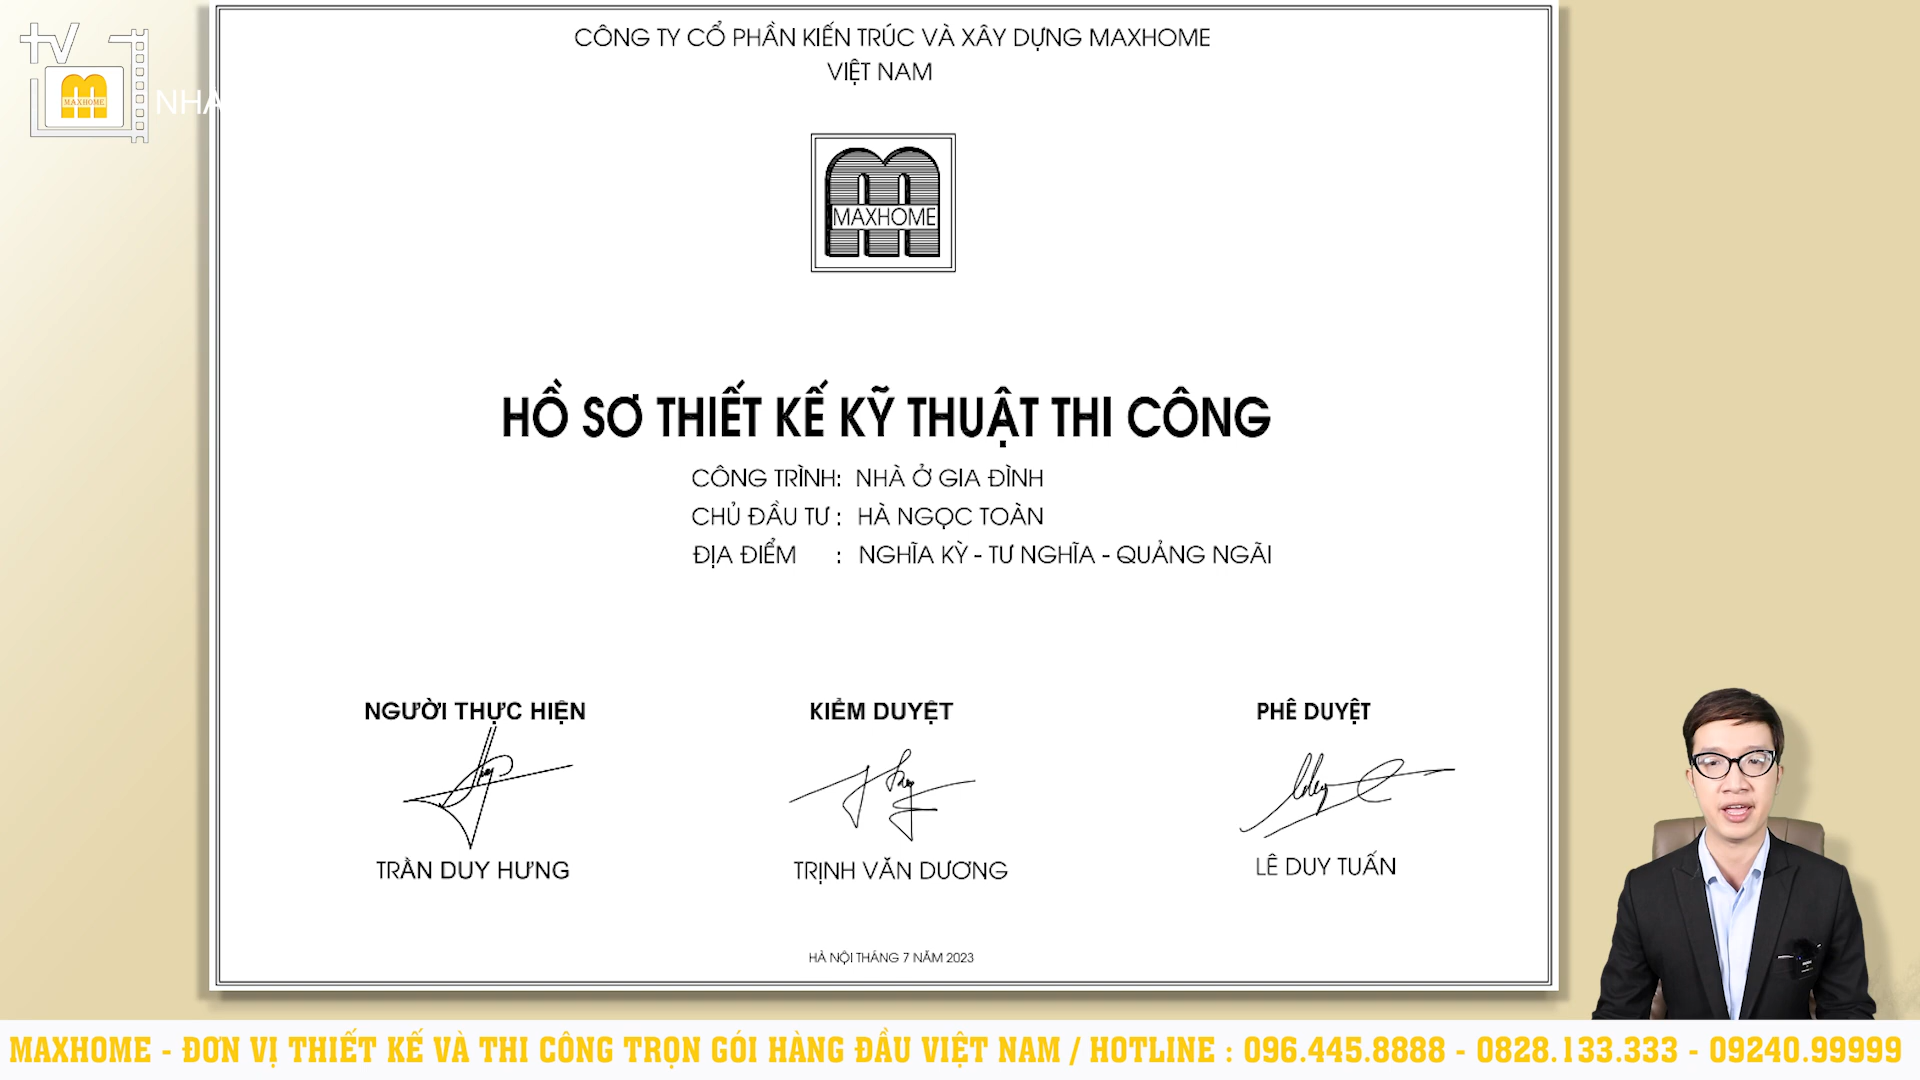 tv
MAXHOME
NHA
CÔNG TY CỔ PHẦN KIẾN TRÚC VÀ XÂY DỰNG MAXHOME
VIỆT NAM
MAXHOME
HỒ SƠ THIẾT KẾ KỸ THUẬT THI CÔNG
CÔNG TRÌNH: NHÀ Ở GIA ĐÌNH
CHỦ ĐẦU TƯ : HÀ NGỌC TOÀN
ĐỊA ĐIỂM : NGHĨA KỲ - TƯ NGHĨA - QUẢNG NGÃI
NGƯỜI THỰC HIỆN KIỂM DUYỆT PHÊ DUYỆT
TRẦN DUY HƯNG TRỊNH VĂN DƯƠNG LÊ DUY TUẤN
HÀ NỘI THÁNG 7 NĂM 2023
MAXHOME - ĐƠN VỊ THIẾT KẾ VÀ THI CÔNG TRỌN GÓI HÀNG ĐẦU VIỆT NAM / HOTLINE : 096.445.8888 - 0828.133.333 - 09240.99999